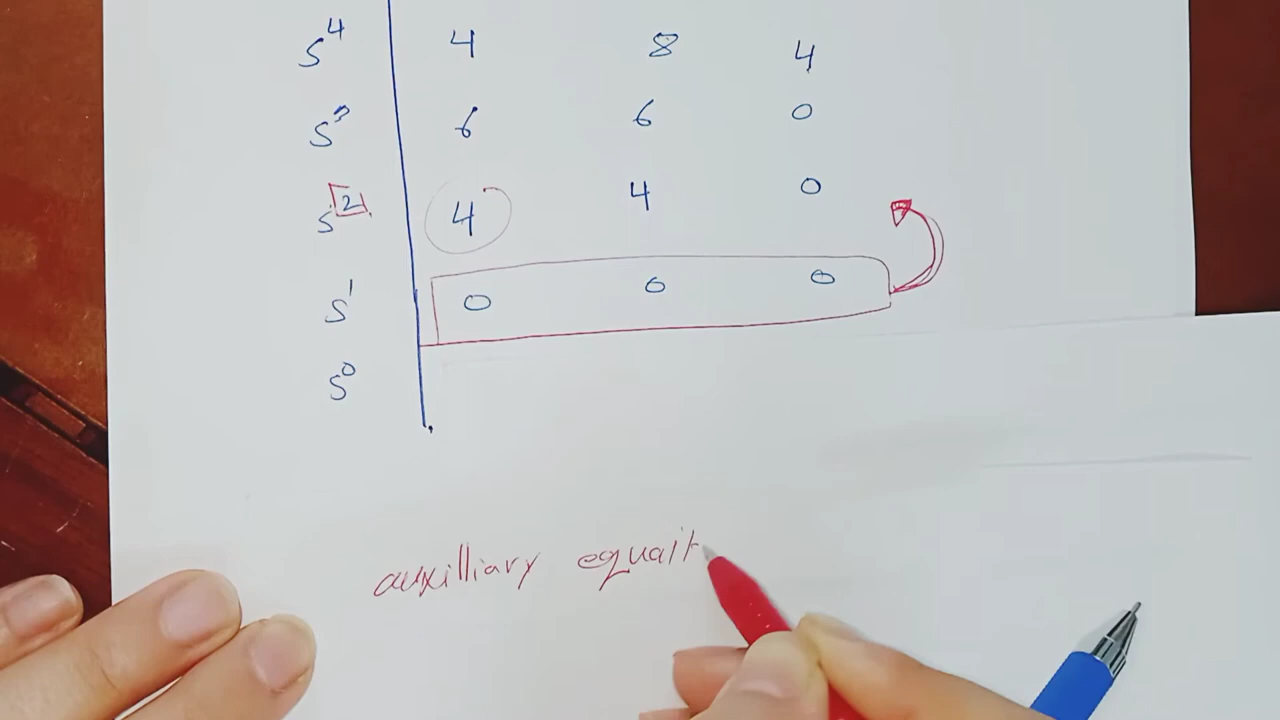 s⁴ 4 8 4
s³ 6 6 0
s² 4 4 0
s¹ 0 0 0
s⁰
auxilliary equait